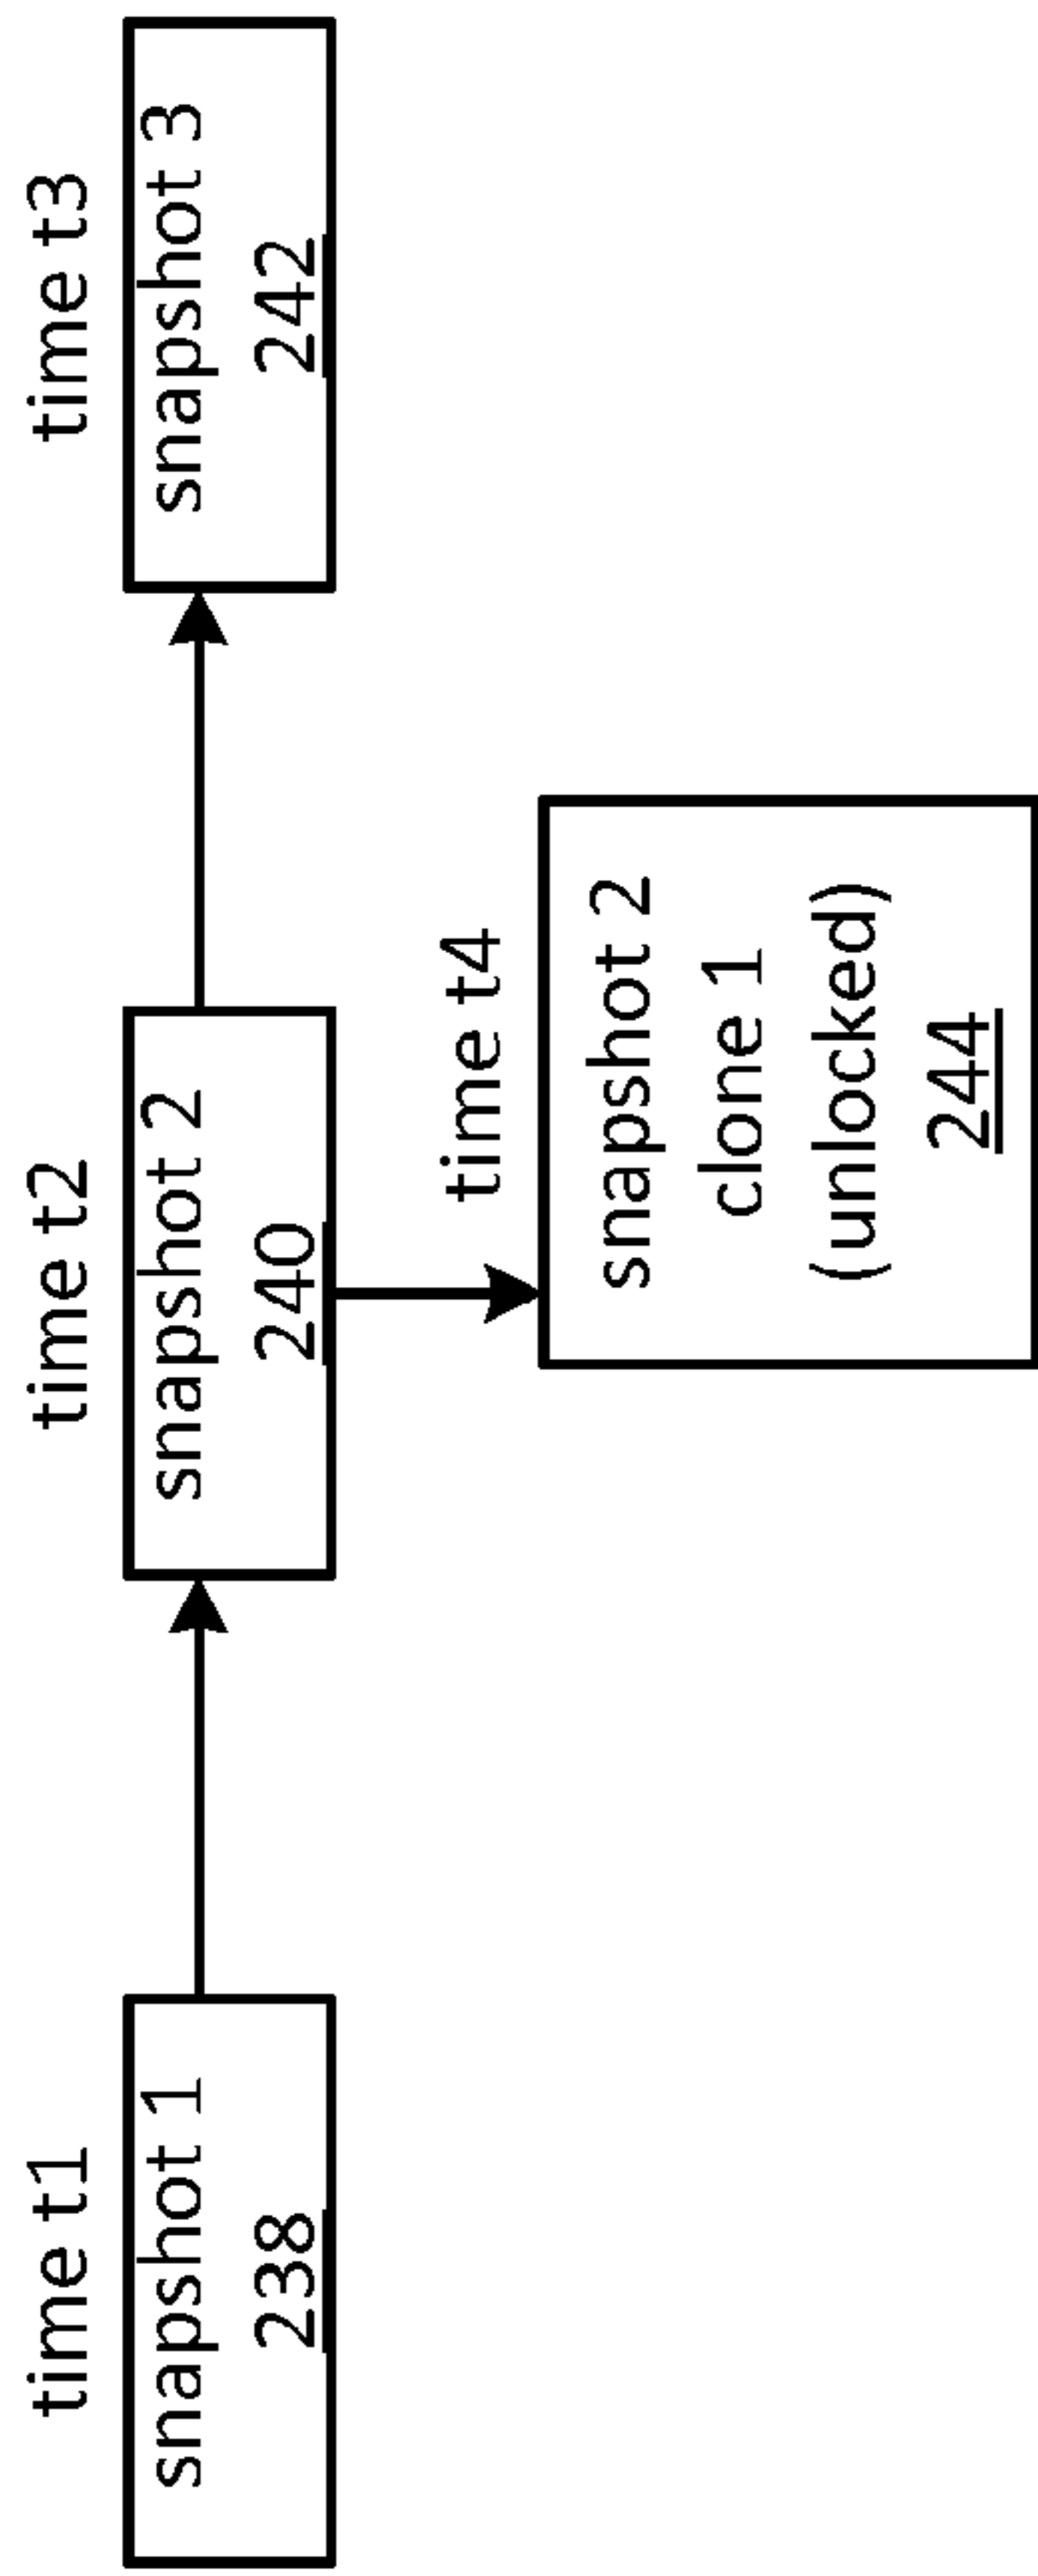 time t1
snapshot 1
238
time t2
snapshot 2
240
time t3
snapshot 3
242
time t4
snapshot 2
clone 1
(unlocked)
244